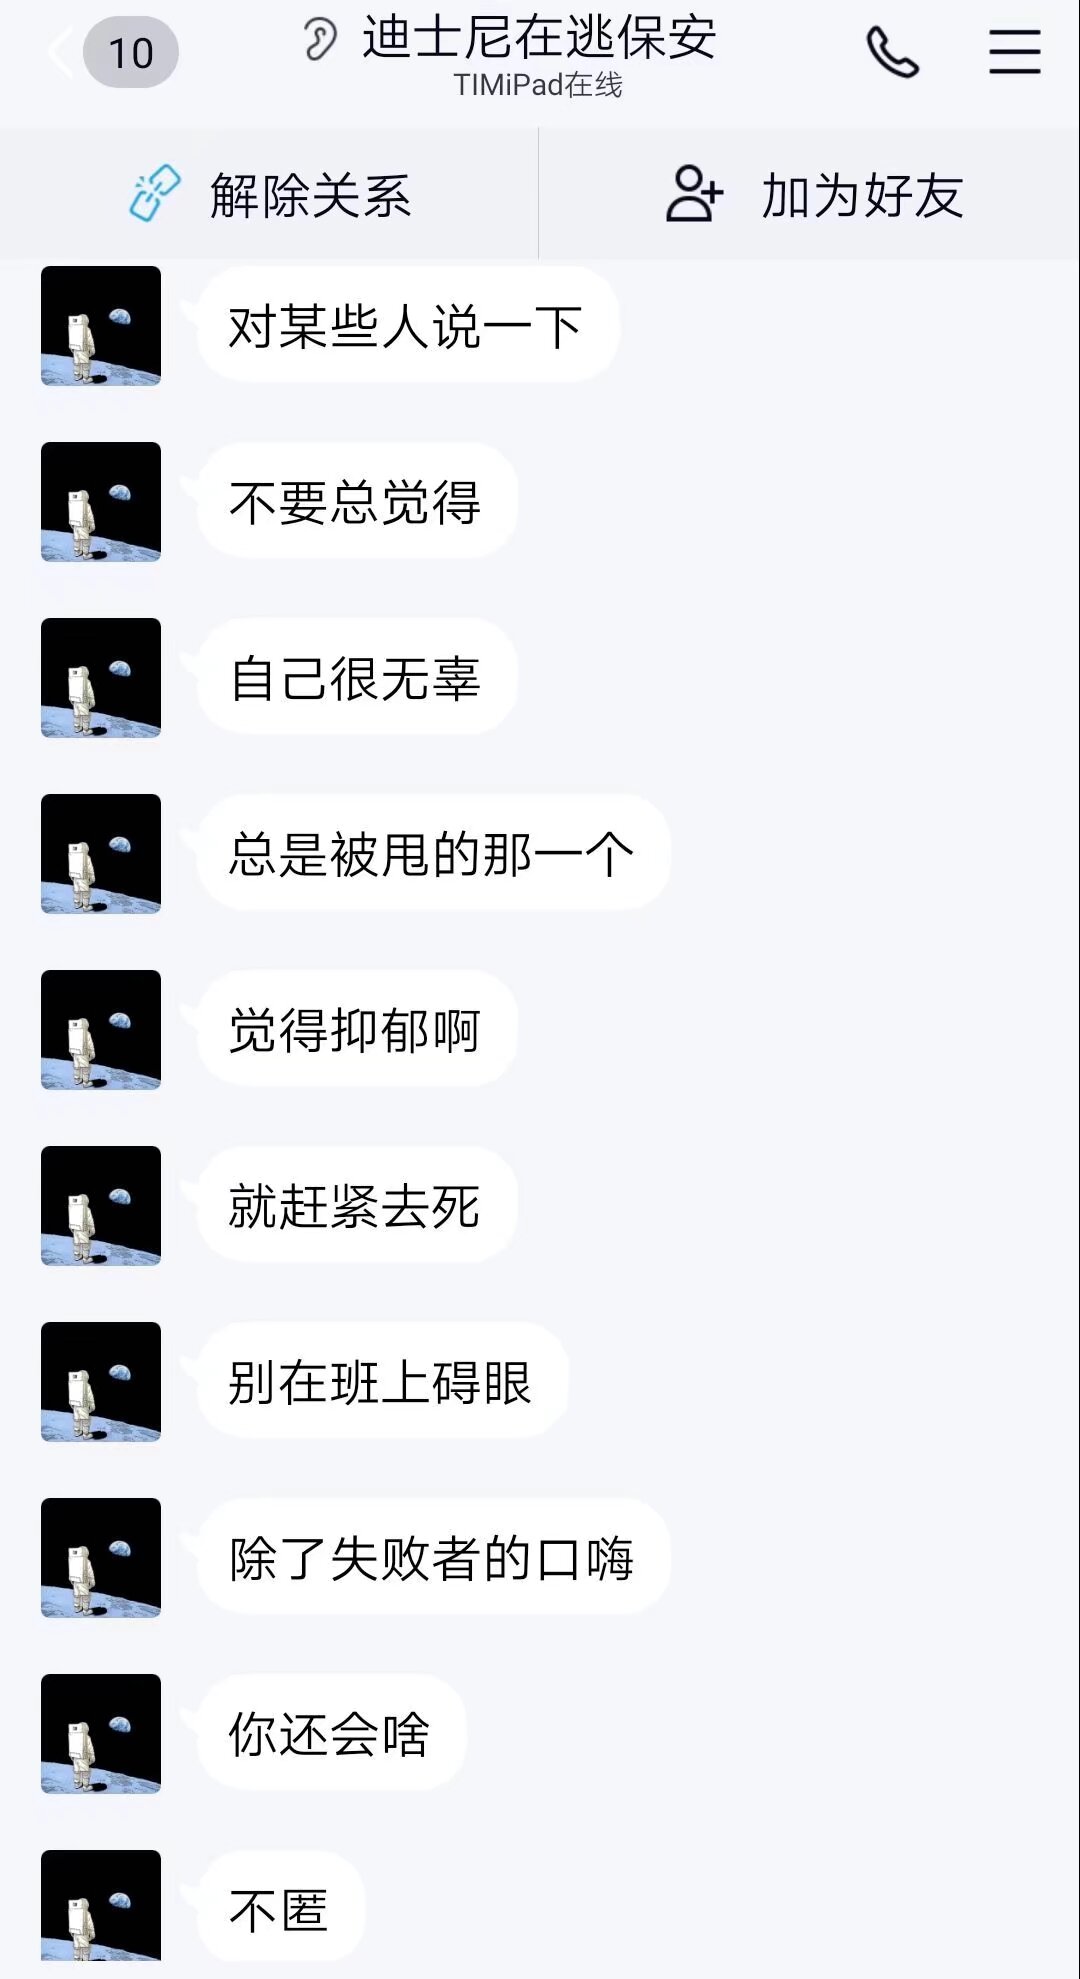 10
迪士尼在逃保安
TIMiPad在线
解除关系
加为好友
对某些人说一下
不要总觉得
自己很无辜
总是被甩的那一个
觉得抑郁啊
就赶紧去死
别在班上碍眼
除了失败者的口嗨
你还会啥
不匿